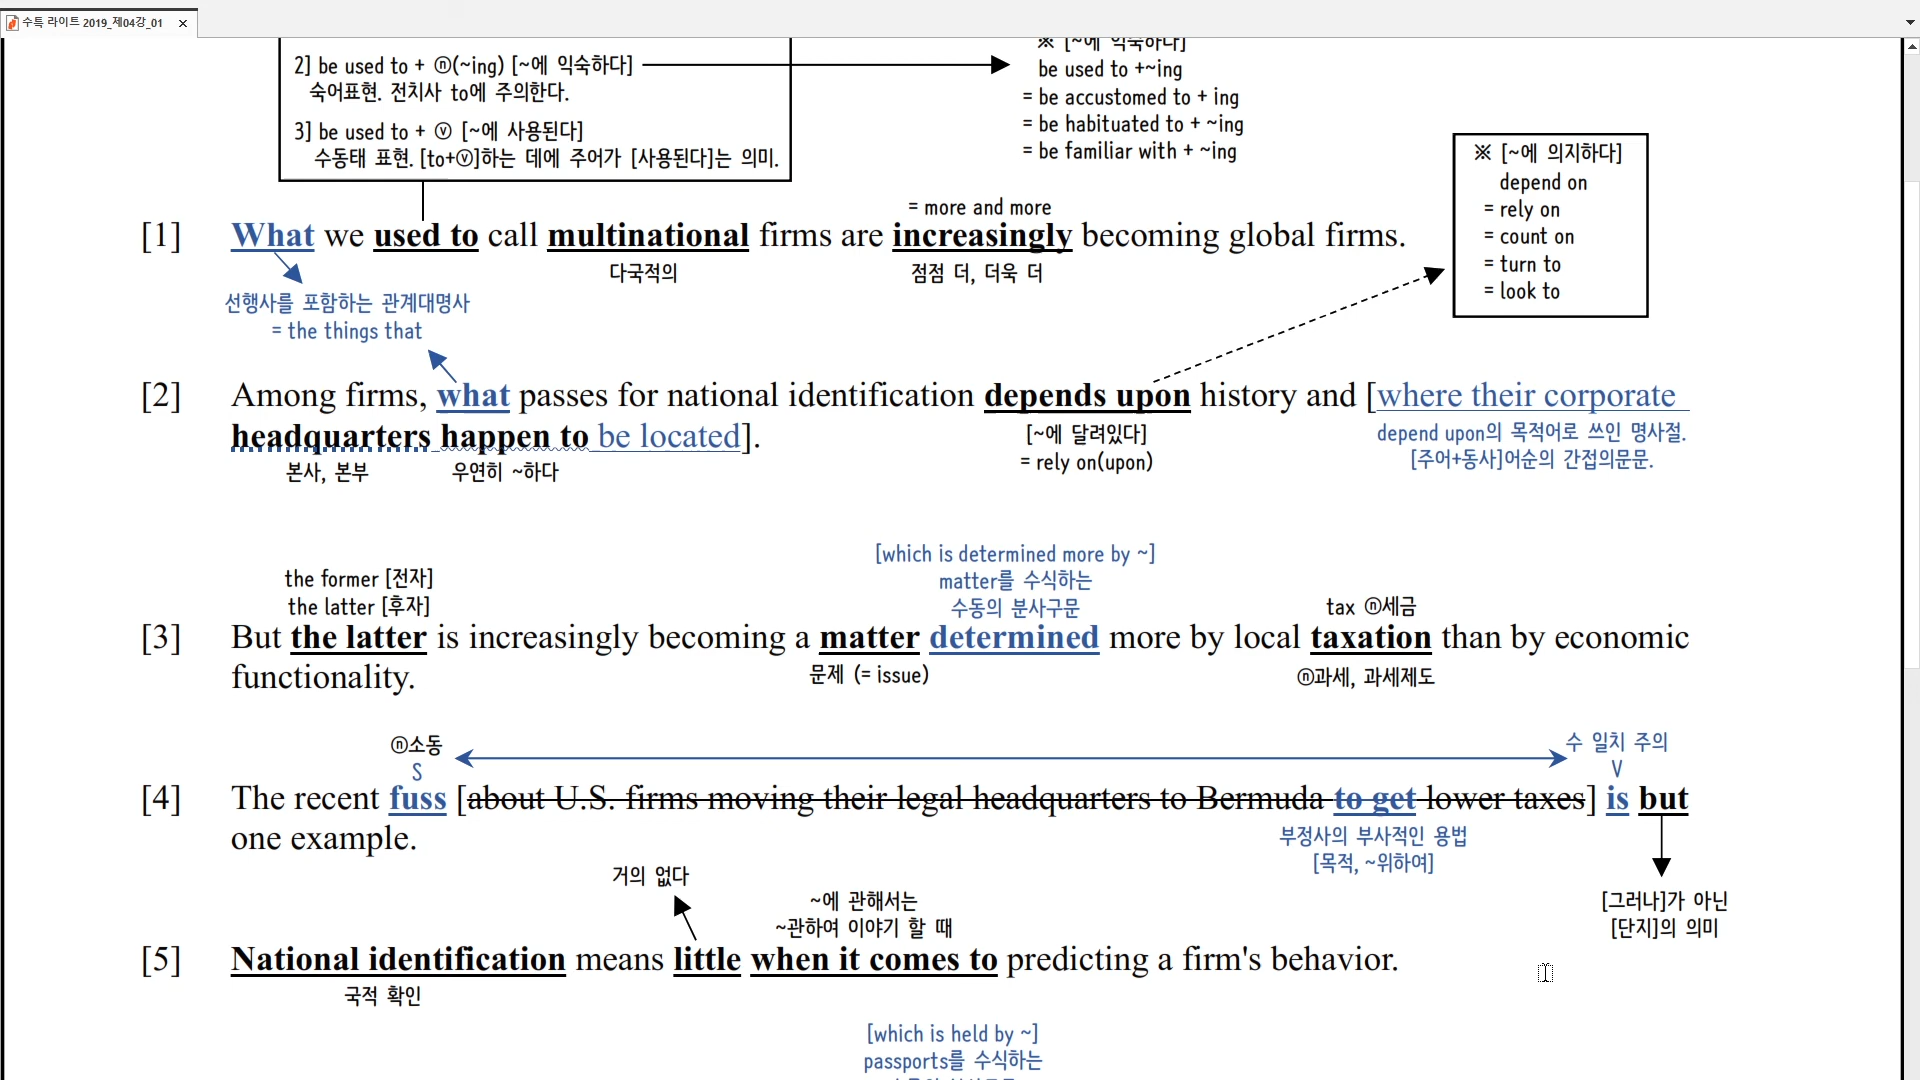 수특 라이트 2019_제04강_01
※ [~에 익숙하다]
2] be used to + ⓝ(~ing) [~에 익숙하다]
be used to +~ing
숙어표현. 전치사 to에 주의한다.
= be accustomed to + ing
3] be used to + ⓥ [~에 사용된다]
= be habituated to + ~ing
수동태 표현. [to+ⓥ]하는 데에 주어가 [사용된다]는 의미.
= be familiar with + ~ing
※ [~에 의지하다]
depend on
= rely on
= count on
= turn to
= look to
= more and more
[1] What we used to call multinational firms are increasingly becoming global firms.
다국적의
점점 더, 더욱 더
선행사를 포함하는 관계대명사
= the things that
[2] Among firms, what passes for national identification depends upon history and [where their corporate
headquarters happen to be located].
[~에 달려있다]
= rely on(upon)
depend upon의 목적어로 쓰인 명사절.
[주어+동사]어순의 간접의문문.
본사, 본부
우연히 ~하다
[which is determined more by ~]
matter를 수식하는
수동의 분사구문
the former [전자]
the latter [후자]
tax ⓝ세금
[3] But the latter is increasingly becoming a matter determined more by local taxation than by economic
functionality.
문제 (= issue)
ⓝ과세, 과세제도
ⓝ소동
S
수 일치 주의
V
[4] The recent fuss [about U.S. firms moving their legal headquarters to Bermuda to get lower taxes] is but
one example.
부정사의 부사적인 용법
[목적, ~위하여]
[그러나]가 아닌
[단지]의 의미
거의 없다
~에 관해서는
~관하여 이야기 할 때
[5] National identification means little when it comes to predicting a firm's behavior.
국적 확인
[which is held by ~]
passports를 수식하는